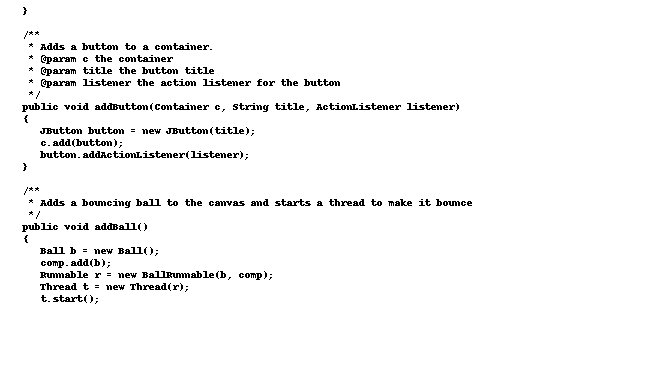 }

/**
 * Adds a button to a container.
 * @param c the container
 * @param title the button title
 * @param listener the action listener for the button
 */
public void addButton(Container c, String title, ActionListener listener)
{
   JButton button = new JButton(title);
   c.add(button);
   button.addActionListener(listener);
}

/**
 * Adds a bouncing ball to the canvas and starts a thread to make it bounce
 */
public void addBall()
{
   Ball b = new Ball();
   comp.add(b);
   Runnable r = new BallRunnable(b, comp);
   Thread t = new Thread(r);
   t.start();